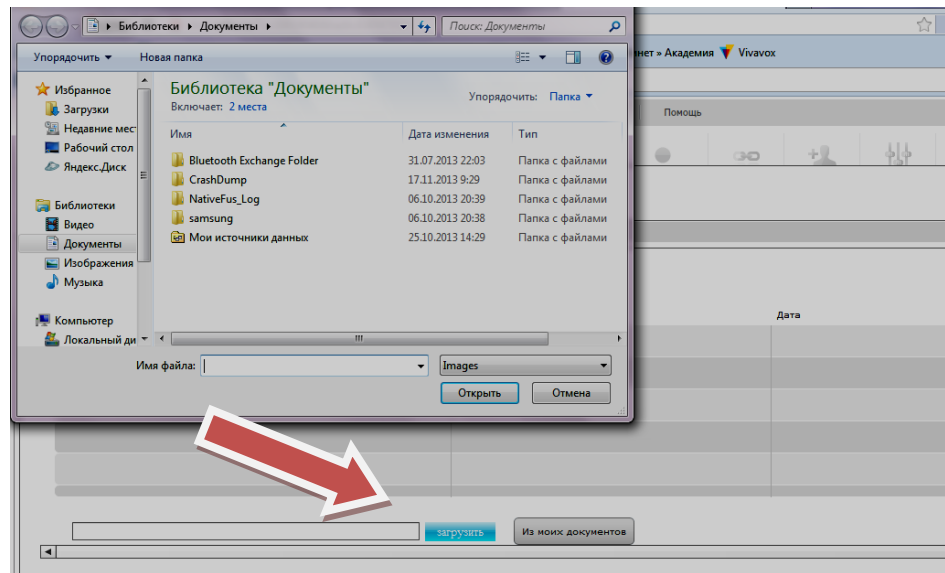 Библиотеки Документы
Поиск: Документы
Упорядочить
Новая папка
Избранное
Загрузки
Недавние мес
Рабочий стол
Яндекс.Диск
Библиотеки
Видео
Документы
Изображения
Музыка
Компьютер
Локальный ди
Библиотека "Документы"
Включает: 2 места
Упорядочить: Папка
Имя Дата изменения Тип
Bluetooth Exchange Folder 31.07.2013 22:03 Папка с файлами
CrashDump 17.11.2013 9:29 Папка с файлами
NativeFus_Log 06.10.2013 20:39 Папка с файлами
samsung 06.10.2013 20:38 Папка с файлами
Мои источники данных 25.10.2013 14:29 Папка с файлами
Имя файла:
Images
Открыть Отмена
нет » Академия Vivavox
Помощь
Дата
загрузить
Из моих документов